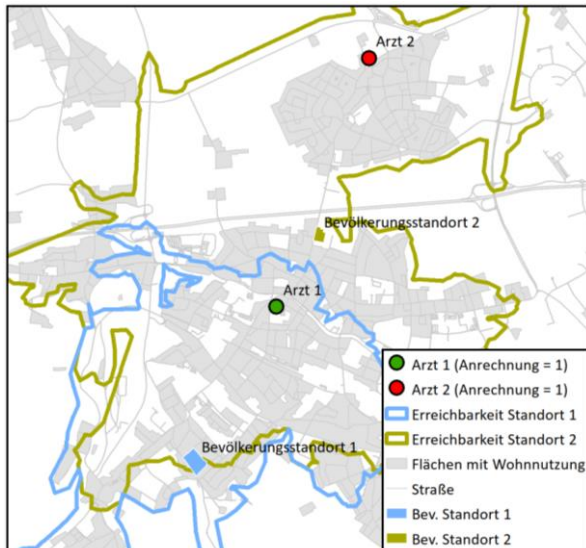 Arzt 2
Bevölkerungsstandort 2
Arzt 1
Bevölkerungsstandort 1
Arzt 1 (Anrechnung = 1)
Arzt 2 (Anrechnung = 1)
Erreichbarkeit Standort 1
Erreichbarkeit Standort 2
Flächen mit Wohnnutzung
Straße
Bev. Standort 1
Bev. Standort 2